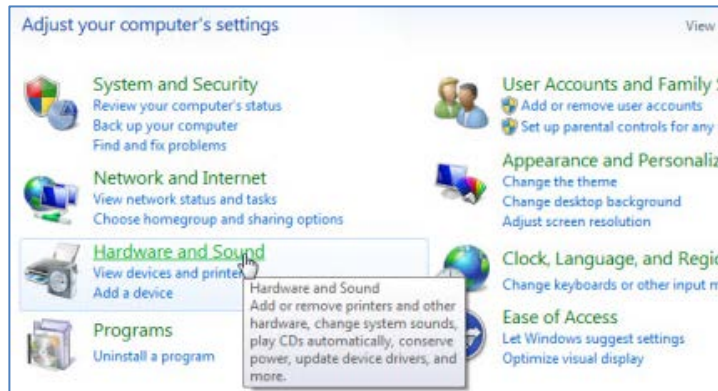 Adjust your computer's settings
View
System and Security
Review your computer's status
Back up your computer
Find and fix problems
Network and Internet
View network status and tasks
Choose homegroup and sharing options
Hardware and Sound
View devices and printe
Add a device
Hardware and Sound
Add or remove printers and other
hardware, change system sounds,
play CDs automatically, conserve
power, update device drivers, and
more.
Programs
Uninstall a program
User Accounts and Family
Add or remove user accounts
Set up parental controls for any
Appearance and Personaliz
Change the theme
Change desktop background
Adjust screen resolution
Clock, Language, and Regio
Change keyboards or other input m
Ease of Access
Let Windows suggest settings
Optimize visual display